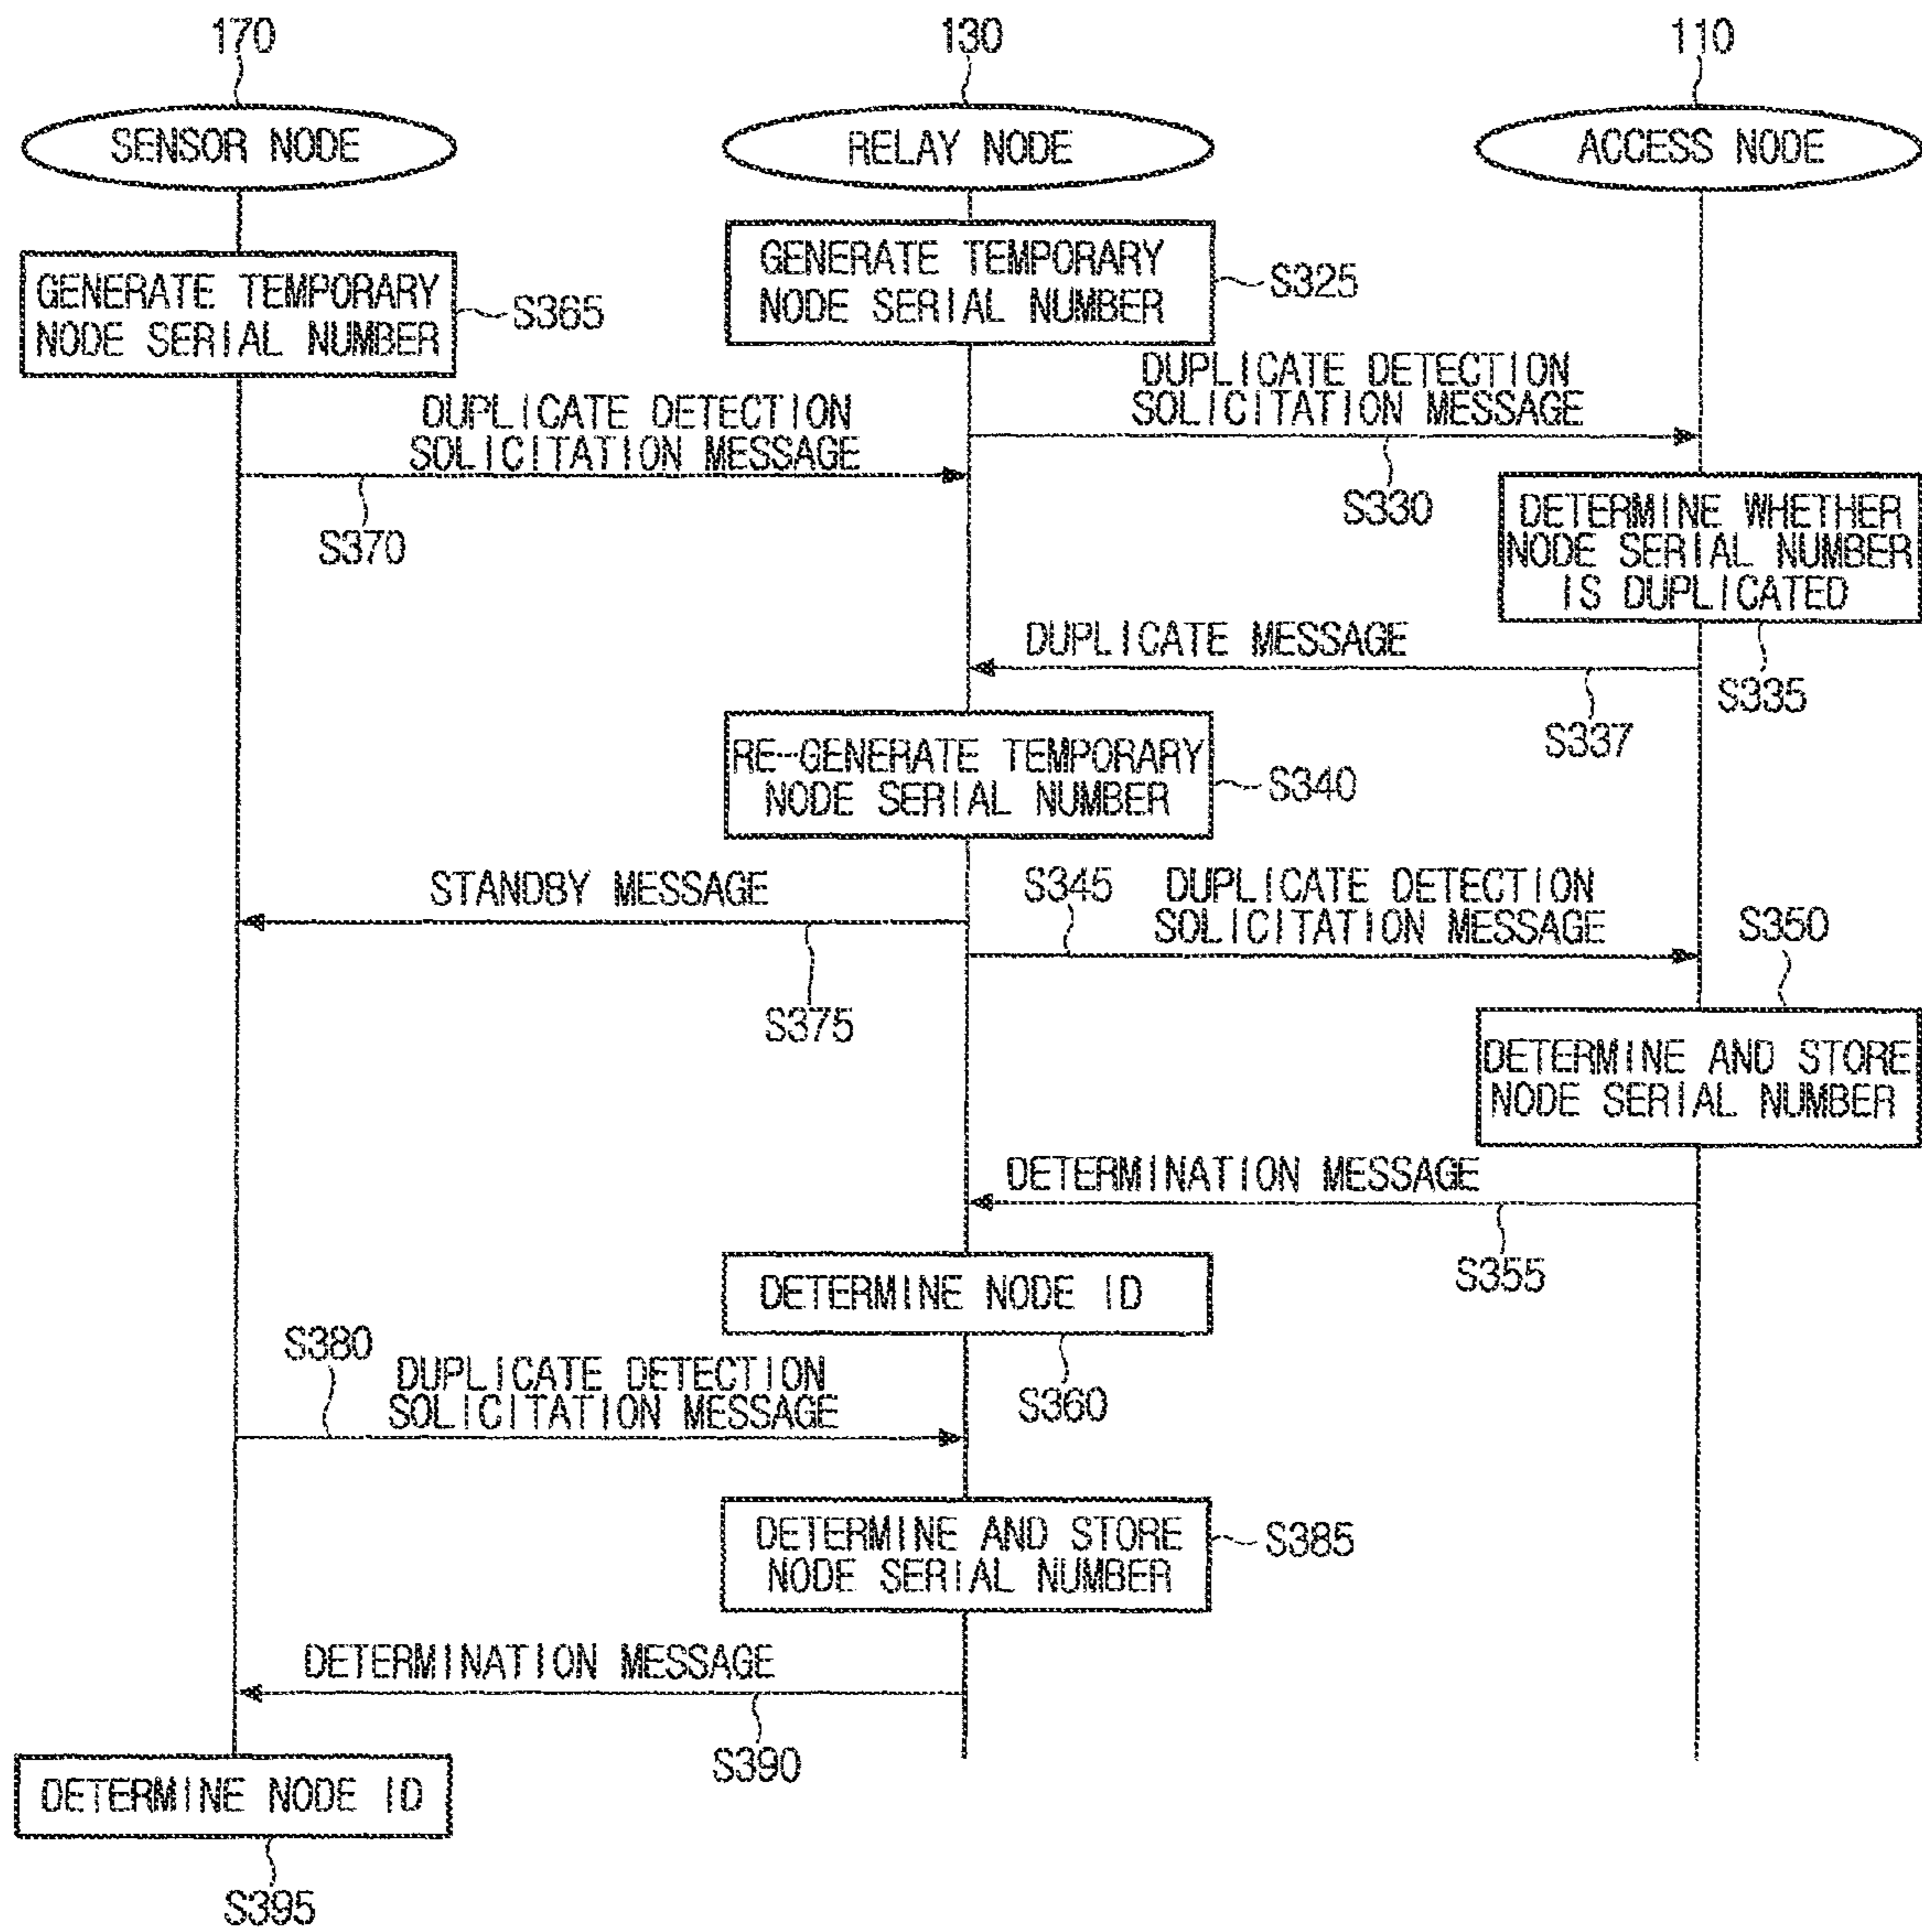 170
130
110
SENSOR NODE
RELAY NODE
ACCESS NODE
GENERATE TEMPORARY
NODE SERIAL NUMBER
S325
GENERATE TEMPORARY
NODE SERIAL NUMBER
S365
DUPLICATE DETECTION
SOLICITATION MESSAGE
S330
DUPLICATE DETECTION
SOLICITATION MESSAGE
S370
DETERMINE WHETHER
NODE SERIAL NUMBER
IS DUPLICATED
S335
DUPLICATE MESSAGE
S337
RE-GENERATE TEMPORARY
NODE SERIAL NUMBER
S340
STANDBY MESSAGE
S375
S345
DUPLICATE DETECTION
SOLICITATION MESSAGE
S350
DETERMINE AND STORE
NODE SERIAL NUMBER
DETERMINATION MESSAGE
S355
DETERMINE NODE ID
S360
S380
DUPLICATE DETECTION
SOLICITATION MESSAGE
DETERMINE AND STORE
NODE SERIAL NUMBER
S385
DETERMINATION MESSAGE
S390
DETERMINE NODE ID
S395